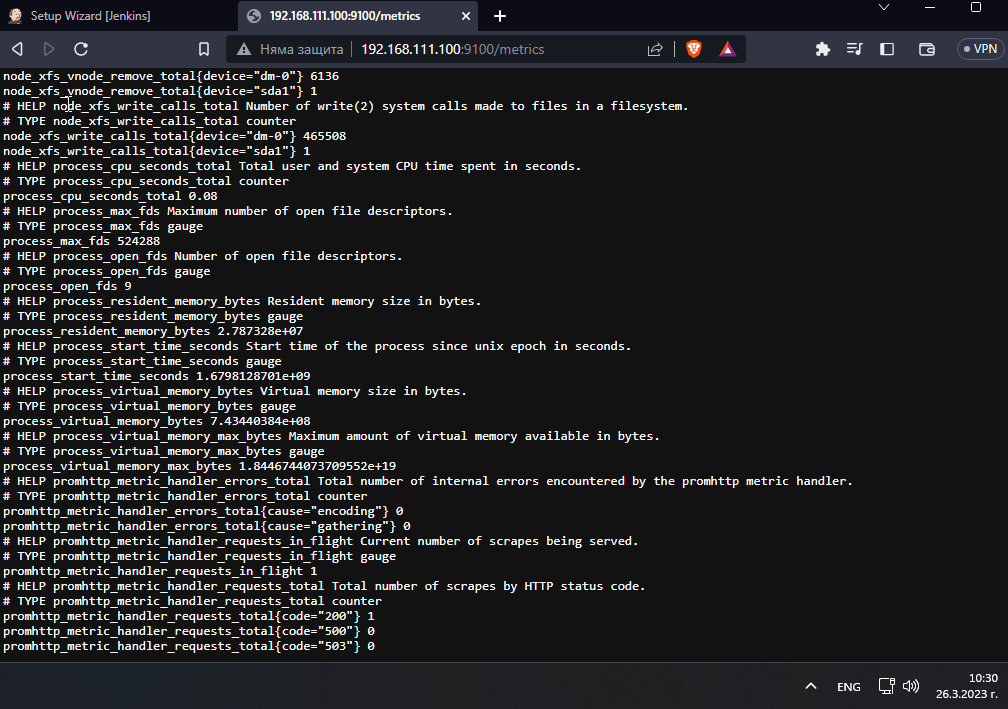 Setup Wizard [Jenkins]
192.168.111.100:9100/metrics
Няма защита
192.168.111.100:9100/metrics
VPN
node_xfs_vnode_remove_total{device="dm-0"} 6136
node_xfs_vnode_remove_total{device="sda1"} 1
# HELP node_xfs_write_calls_total Number of write(2) system calls made to files in a filesystem.
# TYPE node_xfs_write_calls_total counter
node_xfs_write_calls_total{device="dm-0"} 465508
node_xfs_write_calls_total{device="sda1"} 1
# HELP process_cpu_seconds_total Total user and system CPU time spent in seconds.
# TYPE process_cpu_seconds_total counter
process_cpu_seconds_total 0.08
# HELP process_max_fds Maximum number of open file descriptors.
# TYPE process_max_fds gauge
process_max_fds 524288
# HELP process_open_fds Number of open file descriptors.
# TYPE process_open_fds gauge
process_open_fds 9
# HELP process_resident_memory_bytes Resident memory size in bytes.
# TYPE process_resident_memory_bytes gauge
process_resident_memory_bytes 2.787328e+07
# HELP process_start_time_seconds Start time of the process since unix epoch in seconds.
# TYPE process_start_time_seconds gauge
process_start_time_seconds 1.6798128701e+09
# HELP process_virtual_memory_bytes Virtual memory size in bytes.
# TYPE process_virtual_memory_bytes gauge
process_virtual_memory_bytes 7.43440384e+08
# HELP process_virtual_memory_max_bytes Maximum amount of virtual memory available in bytes.
# TYPE process_virtual_memory_max_bytes gauge
process_virtual_memory_max_bytes 1.8446744073709552e+19
# HELP promhttp_metric_handler_errors_total Total number of internal errors encountered by the promhttp metric handler.
# TYPE promhttp_metric_handler_errors_total counter
promhttp_metric_handler_errors_total{cause="encoding"} 0
promhttp_metric_handler_errors_total{cause="gathering"} 0
# HELP promhttp_metric_handler_requests_in_flight Current number of scrapes being served.
# TYPE promhttp_metric_handler_requests_in_flight gauge
promhttp_metric_handler_requests_in_flight 1
# HELP promhttp_metric_handler_requests_total Total number of scrapes by HTTP status code.
# TYPE promhttp_metric_handler_requests_total counter
promhttp_metric_handler_requests_total{code="200"} 1
promhttp_metric_handler_requests_total{code="500"} 0
promhttp_metric_handler_requests_total{code="503"} 0
ENG
10:30
26.3.2023 г.